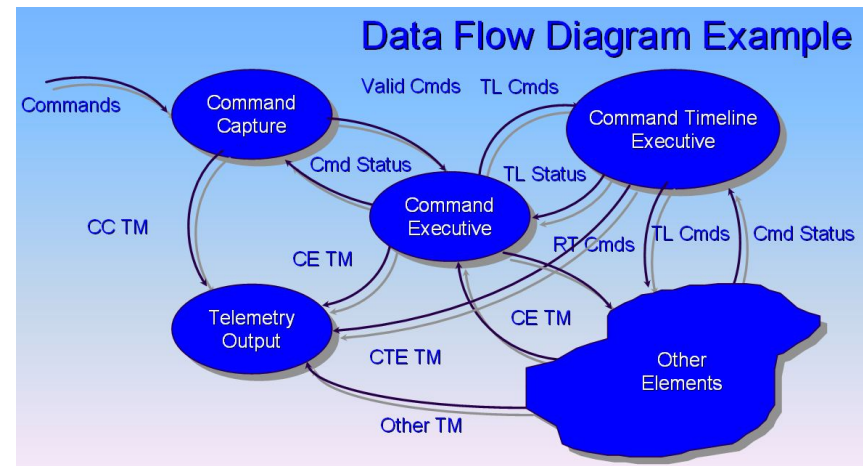 Data Flow Diagram Example
Commands
Command
Capture
Valid Cmds
TL Cmds
Command Timeline
Executive
Cmd Status
TL Status
Command
Executive
CC TM
CE TM
RT Cmds
TL Cmds
Cmd Status
Telemetry
Output
CE TM
CTE TM
Other
Elements
Other TM